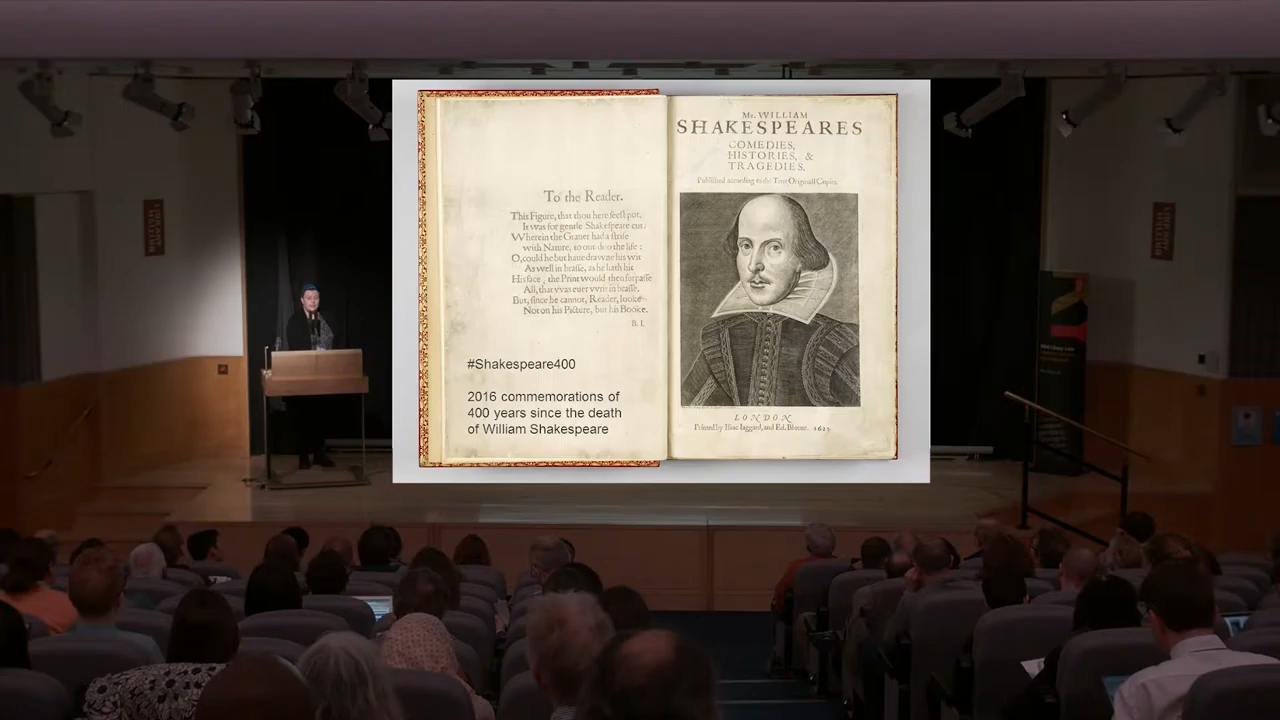 To the Reader.
This Figure, that thou here seest put,
It was for gentle Shakespeare cut;
Wherein the Grauer had a strife
with Nature, to out-doo the life :
O, could he but haue drawne his wit
As well in brasse, as he hath hit
His face, the Print would then surpasse
All, that vvas euer vvrit in brasse.
But, since he cannot, Reader, looke
Not on his Picture, but his Booke.
B. I.
#Shakespeare400
2016 commemorations of
400 years since the death
of William Shakespeare
Mr. WILLIAM
SHAKESPEARES
COMEDIES,
HISTORIES, &
TRAGEDIES.
Published according to the True Originall Copies.
LONDON
Printed by Isaac Iaggard, and Ed. Blount. 1623